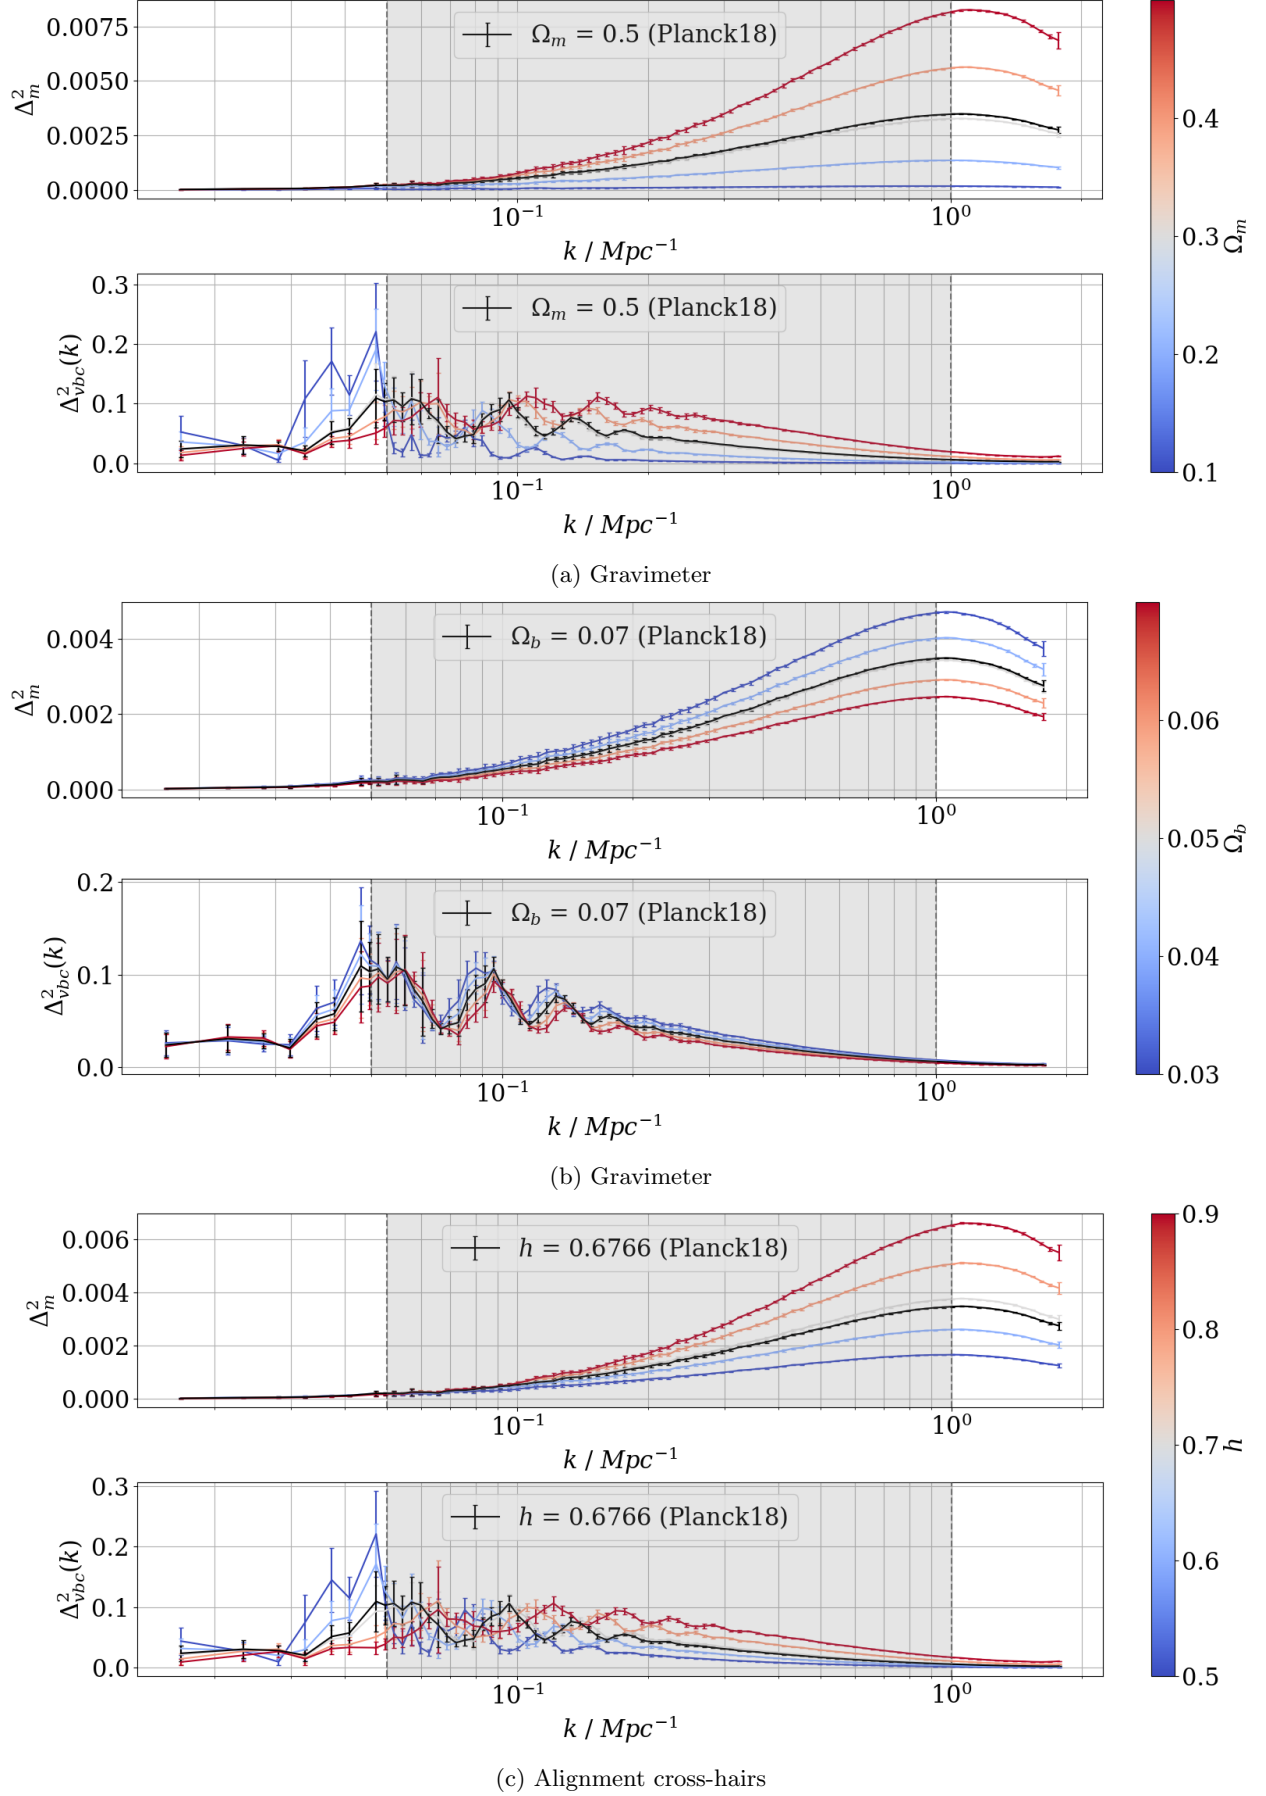 0.0075
0.0050
0.0025
0.0000
Δ²ₘ
Ωₘ = 0.5 (Planck18)
10⁻¹ 10⁰
k / Mpc⁻¹
0.3
0.2
0.1
0.0
Δ²ᵥbc(k)
Ωₘ = 0.5 (Planck18)
10⁻¹ 10⁰
k / Mpc⁻¹
0.4
0.3
0.2
0.1
Ωₘ
(a) Gravimeter
0.004
0.002
0.000
Δ²ₘ
Ω_b = 0.07 (Planck18)
10⁻¹ 10⁰
k / Mpc⁻¹
0.2
0.1
0.0
Δ²ᵥbc(k)
Ω_b = 0.07 (Planck18)
10⁻¹ 10⁰
k / Mpc⁻¹
0.06
0.05
0.04
0.03
Ω_b
(b) Gravimeter
0.006
0.004
0.002
0.000
Δ²ₘ
h = 0.6766 (Planck18)
10⁻¹ 10⁰
k / Mpc⁻¹
0.3
0.2
0.1
0.0
Δ²ᵥbc(k)
h = 0.6766 (Planck18)
10⁻¹ 10⁰
k / Mpc⁻¹
0.9
0.8
0.7
0.6
0.5
h
(c) Alignment cross-hairs